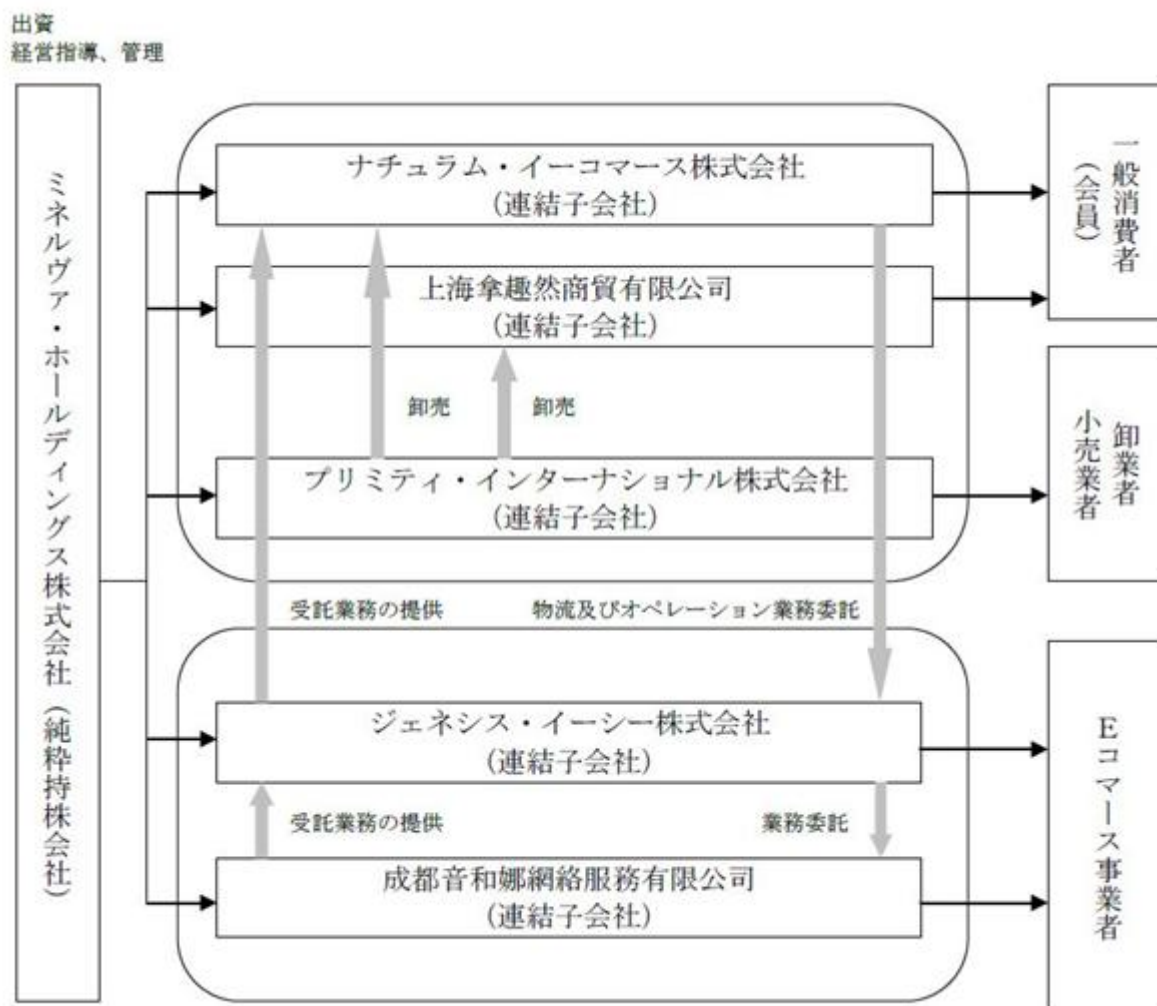 出資
経営指導、管理
ミネルヴァ・ホールディングス株式会社（純粋持株会社）
ナチュラム・イーコマース株式会社
（連結子会社）
上海拿趣然商貿有限公司
（連結子会社）
卸売
卸売
プリミティ・インターナショナル株式会社
（連結子会社）
受託業務の提供
物流及びオペレーション業務委託
ジェネシス・イーシー株式会社
（連結子会社）
受託業務の提供
業務委託
成都音和娜網絡服務有限公司
（連結子会社）
一般消費者
（会員）
卸業者
小売業者
Eコマース事業者